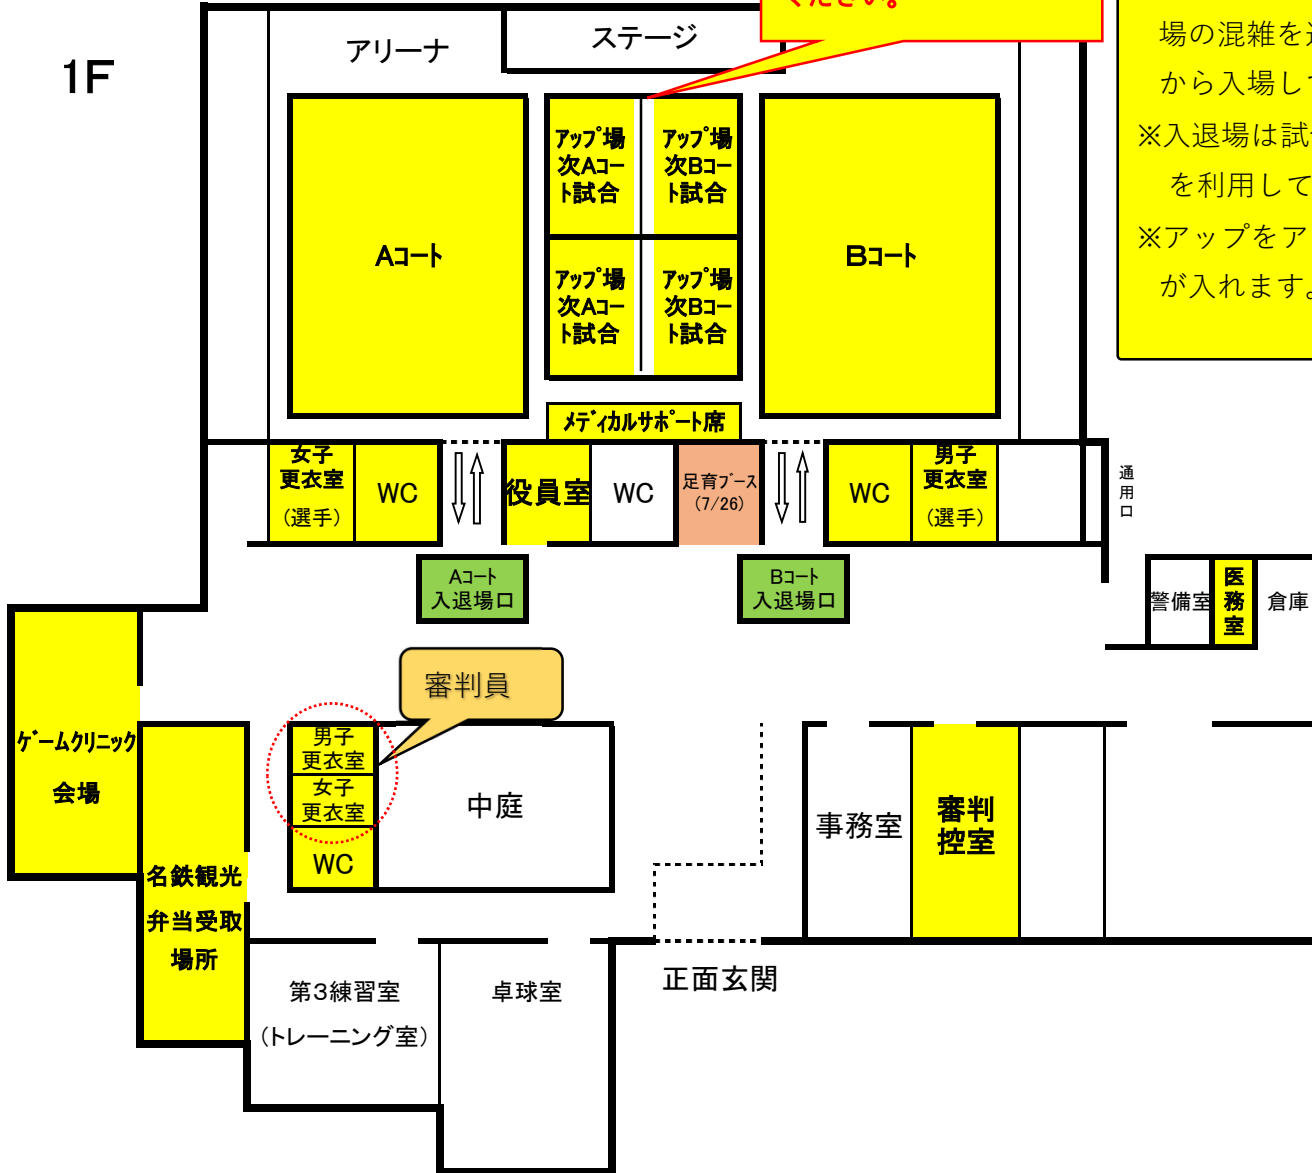 ください。
場の混雑を
から入場し
※入退場は試
を利用して
※アップをア
が入れます。
1F
アリーナ
ステージ
Aコート
アップ場
次Aコー
ト試合
アップ場
次Bコー
ト試合
アップ場
次Aコー
ト試合
アップ場
次Bコー
ト試合
Bコート
メディカルサポート席
女子
更衣室
（選手）
WC
役員室
WC
足育ブース
(7/26)
WC
男子
更衣室
（選手）
通用口
Aコート
入退場口
Bコート
入退場口
警備室
医務室
倉庫
審判員
ゲームクリニック
会場
男子
更衣室
女子
更衣室
WC
中庭
事務室
審判
控室
名鉄観光
弁当受取
場所
正面玄関
第3練習室
（トレーニング室）
卓球室